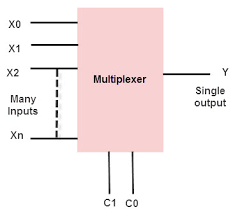 X0
X1
X2
Many
Inputs
Xn
Multiplexer
Y
Single
output
C1 C0